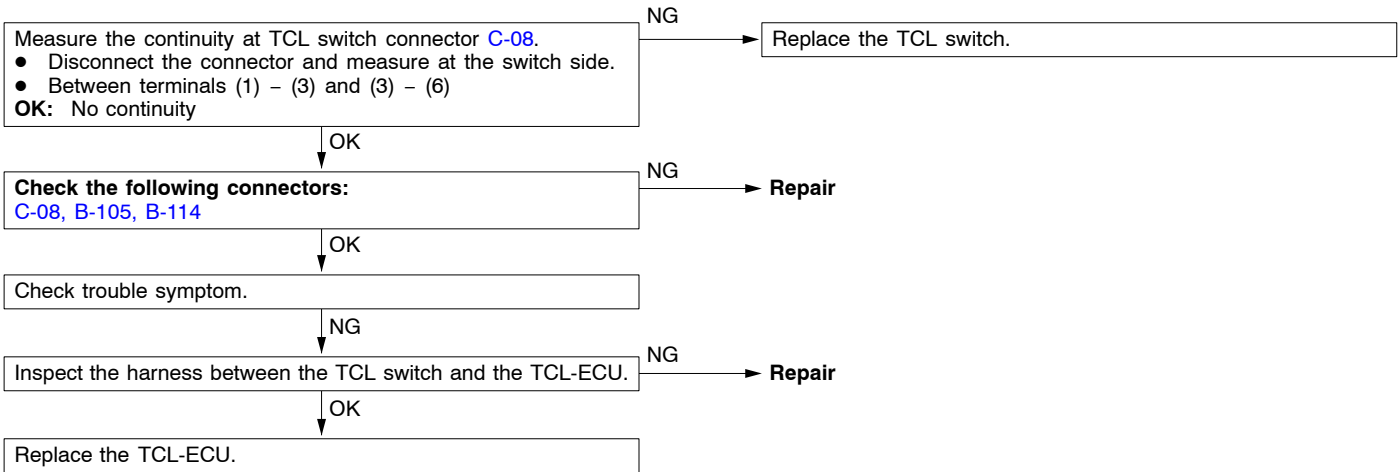 NG
Measure the continuity at TCL switch connector C-08.
● Disconnect the connector and measure at the switch side.
● Between terminals (1) – (3) and (3) – (6)
OK: No continuity
Replace the TCL switch.
OK
NG
Check the following connectors:
C-08, B-105, B-114
Repair
OK
Check trouble symptom.
NG
NG
Inspect the harness between the TCL switch and the TCL-ECU.
Repair
OK
Replace the TCL-ECU.